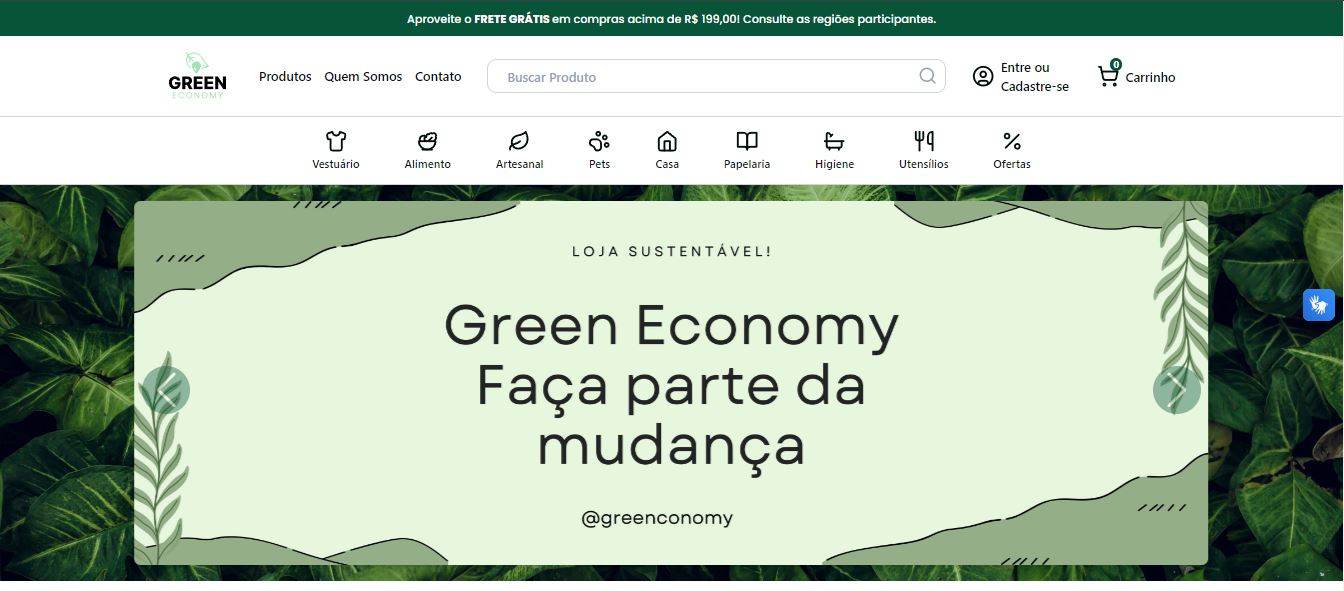 Aproveite o FRETE GRÁTIS em compras acima de R$ 199,00! Consulte as regiões participantes.
GREEN
ECONOMY
Produtos Quem Somos Contato
Buscar Produto
Entre ou
Cadastre-se
0
Carrinho
Vestuário Alimento Artesanal Pets Casa Papelaria Higiene Utensílios Ofertas
LOJA SUSTENTÁVEL!
Green Economy
Faça parte da
mudança
@greenconomy